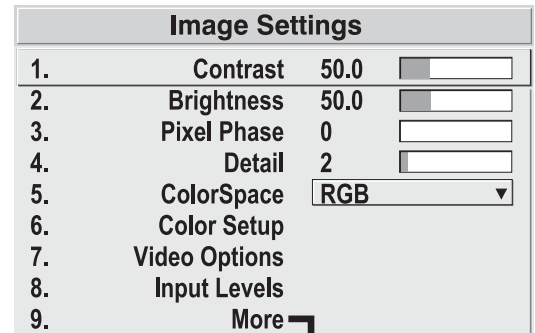 Image Settings
1. Contrast 50.0
2. Brightness 50.0
3. Pixel Phase 0
4. Detail 2
5. ColorSpace RGB
6. Color Setup
7. Video Options
8. Input Levels
9. More